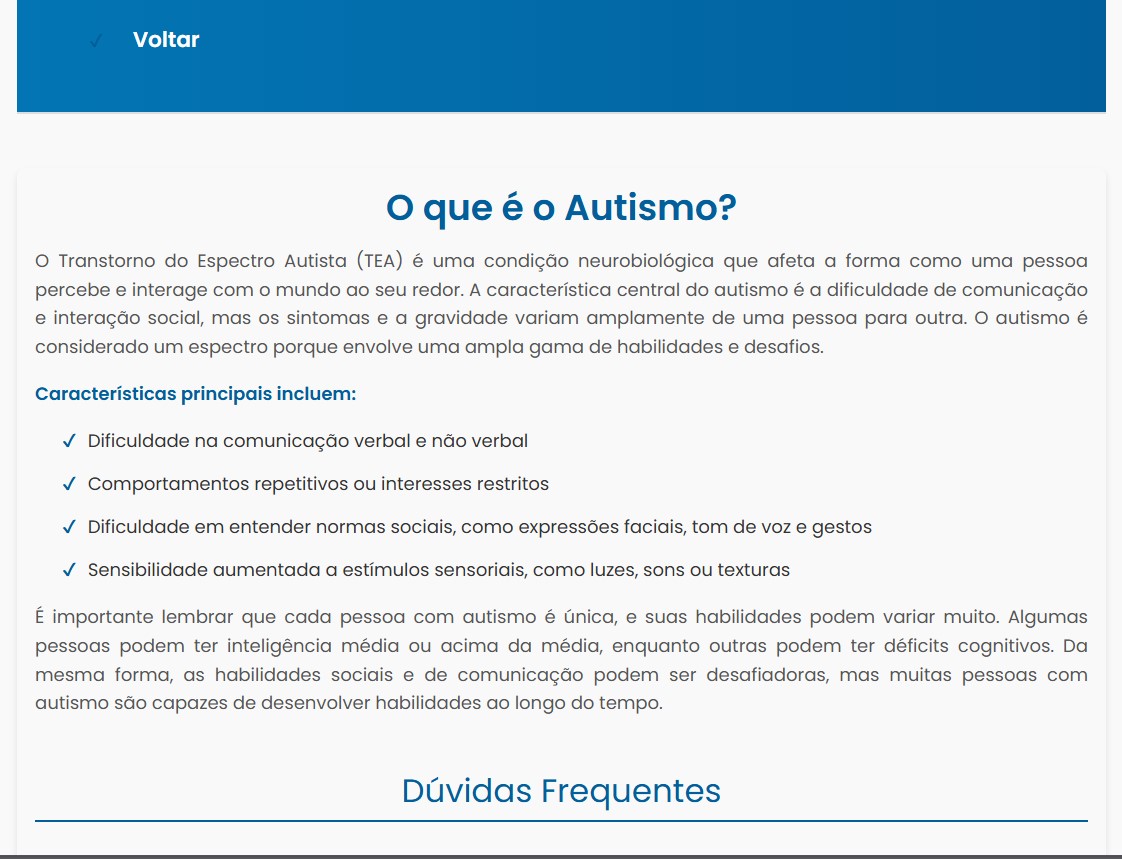 Voltar
O que é o Autismo?
O Transtorno do Espectro Autista (TEA) é uma condição neurobiológica que afeta a forma como uma pessoa
percebe e interage com o mundo ao seu redor. A característica central do autismo é a dificuldade de comunicação
e interação social, mas os sintomas e a gravidade variam amplamente de uma pessoa para outra. O autismo é
considerado um espectro porque envolve uma ampla gama de habilidades e desafios.
Características principais incluem:
✓ Dificuldade na comunicação verbal e não verbal
✓ Comportamentos repetitivos ou interesses restritos
✓ Dificuldade em entender normas sociais, como expressões faciais, tom de voz e gestos
✓ Sensibilidade aumentada a estímulos sensoriais, como luzes, sons ou texturas
É importante lembrar que cada pessoa com autismo é única, e suas habilidades podem variar muito. Algumas
pessoas podem ter inteligência média ou acima da média, enquanto outras podem ter déficits cognitivos. Da
mesma forma, as habilidades sociais e de comunicação podem ser desafiadoras, mas muitas pessoas com
autismo são capazes de desenvolver habilidades ao longo do tempo.
Dúvidas Frequentes